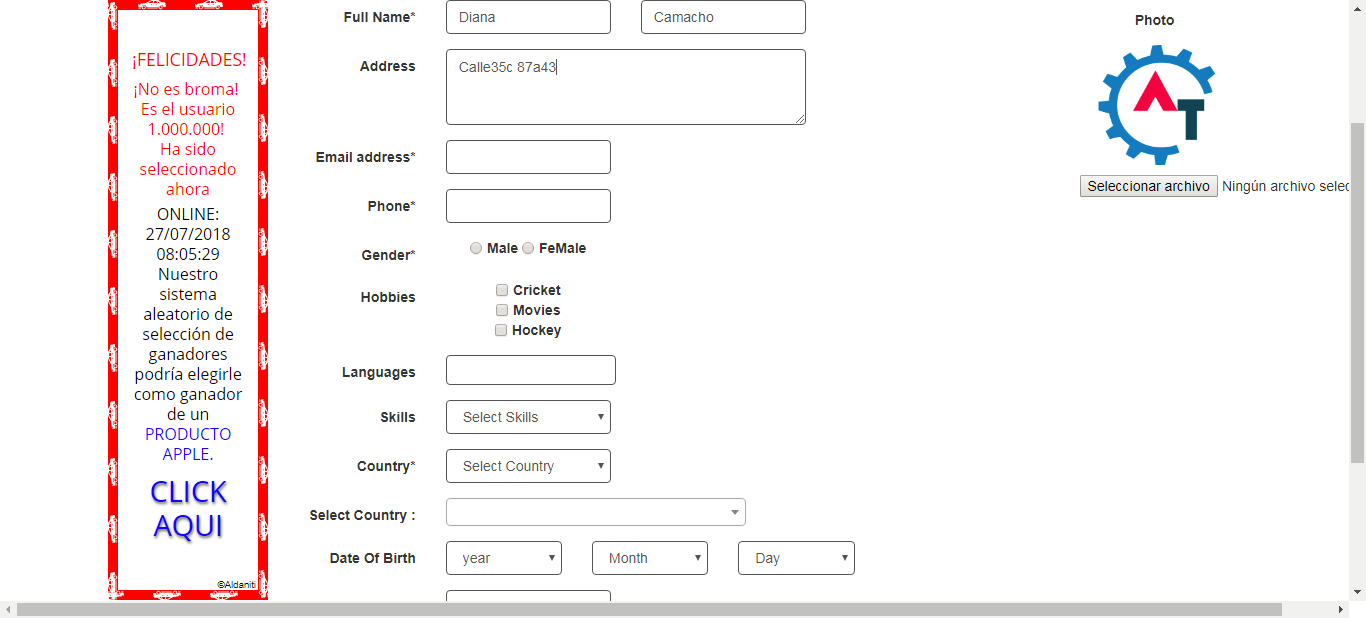 ¡FELICIDADES!
¡No es broma!
Es el usuario
1.000.000!
Ha sido
seleccionado
ahora
ONLINE:
27/07/2018
08:05:29
Nuestro
sistema
aleatorio de
selección de
ganadores
podría elegirle
como ganador
de un
PRODUCTO
APPLE.
CLICK
AQUI
©Aldaniti
Full Name* Diana Camacho
Address Calle35c 87a43
Email address*
Phone*
Gender* Male FeMale
Hobbies Cricket
Movies
Hockey
Languages
Skills Select Skills
Country* Select Country
Select Country :
Date Of Birth year Month Day
Photo
AT
Seleccionar archivo Ningún archivo selec